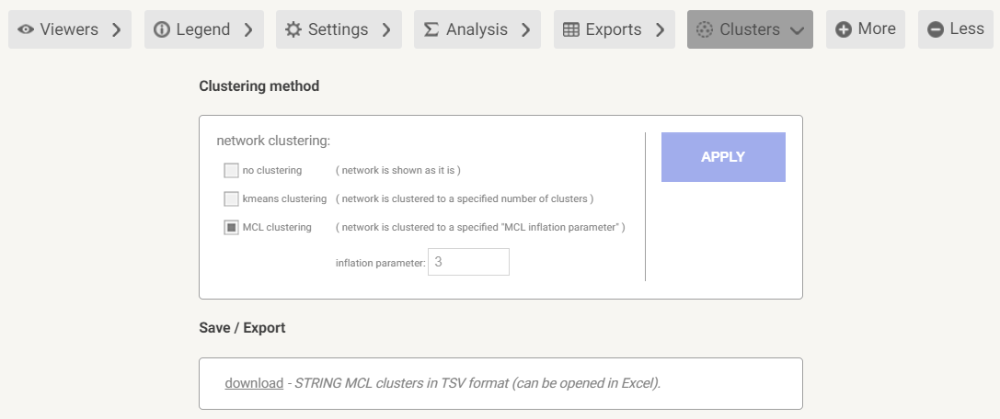 Viewers Legend Settings Analysis Exports Clusters More Less
Clustering method
network clustering:
no clustering ( network is shown as it is )
kmeans clustering ( network is clustered to a specified number of clusters )
MCL clustering ( network is clustered to a specified "MCL inflation parameter" )
inflation parameter: 3
APPLY
Save / Export
download - STRING MCL clusters in TSV format (can be opened in Excel).